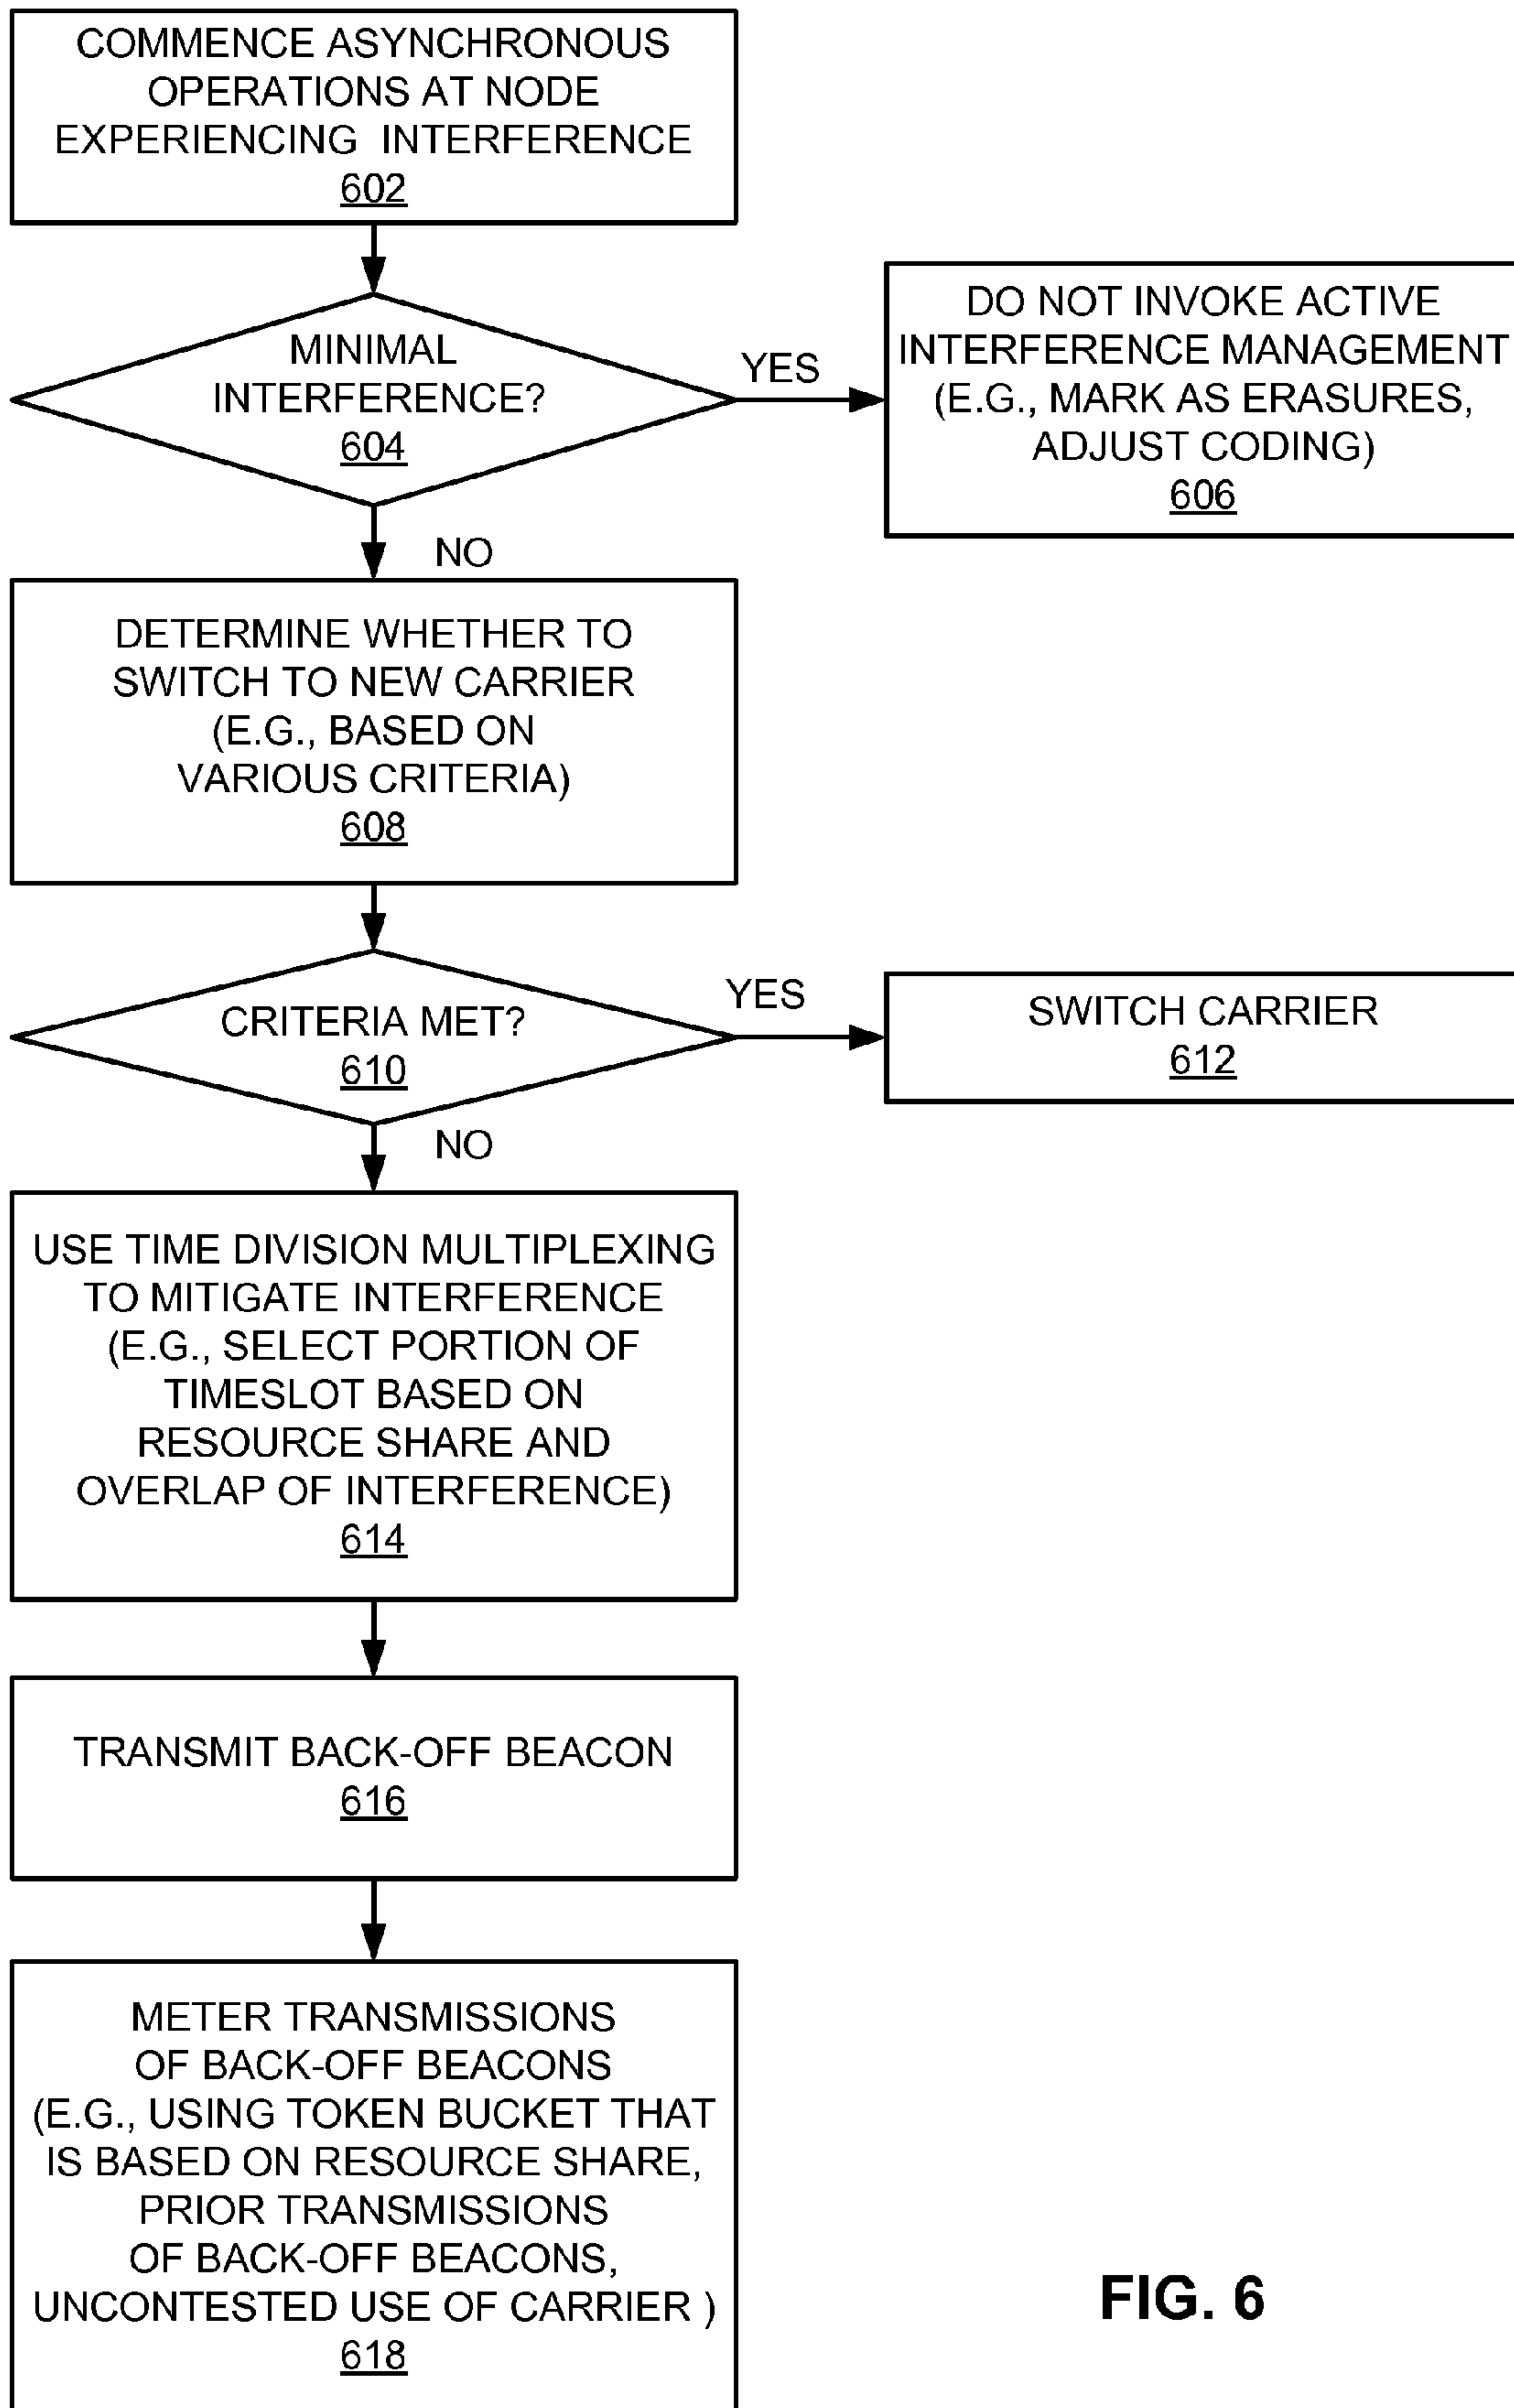 COMMENCE ASYNCHRONOUS
OPERATIONS AT NODE
EXPERIENCING INTERFERENCE
602
MINIMAL
INTERFERENCE?
604
YES
DO NOT INVOKE ACTIVE
INTERFERENCE MANAGEMENT
(E.G., MARK AS ERASURES,
ADJUST CODING)
606
NO
DETERMINE WHETHER TO
SWITCH TO NEW CARRIER
(E.G., BASED ON
VARIOUS CRITERIA)
608
CRITERIA MET?
610
YES
SWITCH CARRIER
612
NO
USE TIME DIVISION MULTIPLEXING
TO MITIGATE INTERFERENCE
(E.G., SELECT PORTION OF
TIMESLOT BASED ON
RESOURCE SHARE AND
OVERLAP OF INTERFERENCE)
614
TRANSMIT BACK-OFF BEACON
616
METER TRANSMISSIONS
OF BACK-OFF BEACONS
(E.G., USING TOKEN BUCKET THAT
IS BASED ON RESOURCE SHARE,
PRIOR TRANSMISSIONS
OF BACK-OFF BEACONS,
UNCONTESTED USE OF CARRIER )
618
FIG. 6